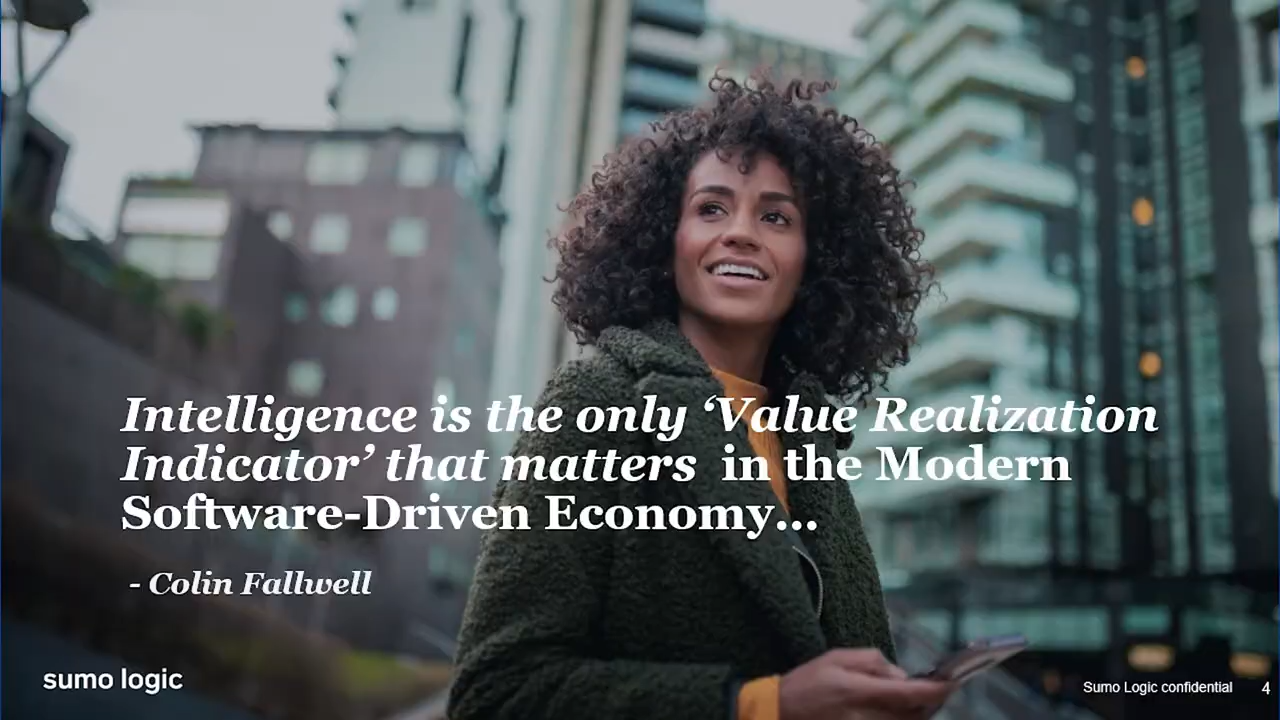 Intelligence is the only ‘Value Realization
Indicator’ that matters in the Modern
Software-Driven Economy...
- Colin Fallwell
sumo logic
Sumo Logic confidential 4